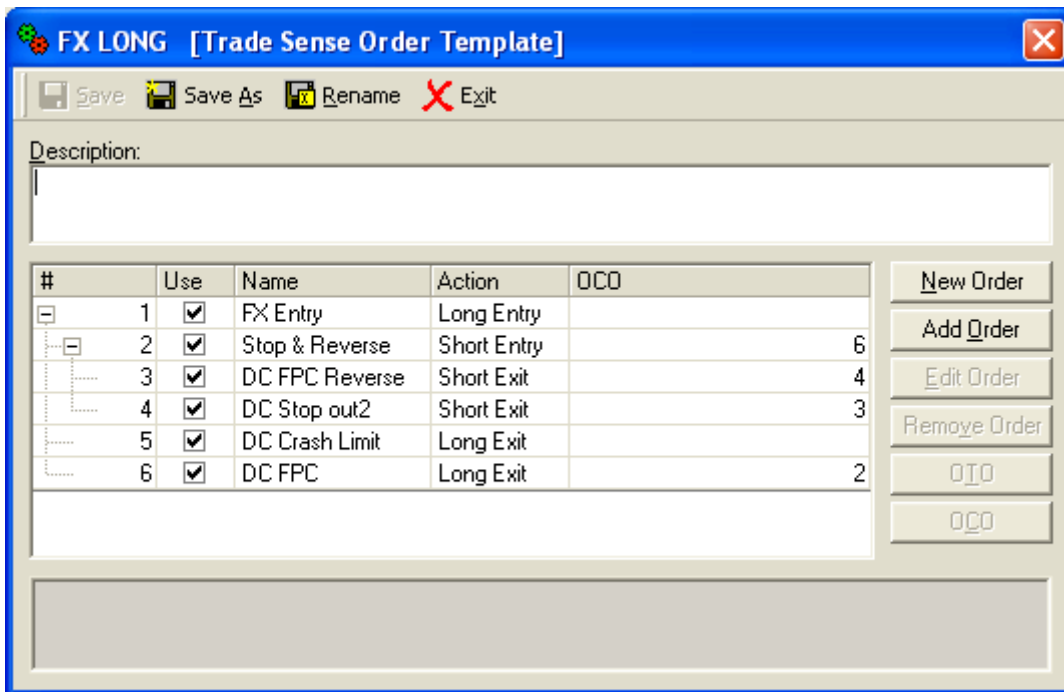 FX LONG [Trade Sense Order Template]
Save Save As Rename Exit
Description:
# Use Name Action OCO
1 FX Entry Long Entry
2 Stop & Reverse Short Entry 6
3 DC FPC Reverse Short Exit 4
4 DC Stop out2 Short Exit 3
5 DC Crash Limit Long Exit
6 DC FPC Long Exit 2
New Order
Add Order
Edit Order
Remove Order
OTO
OCO